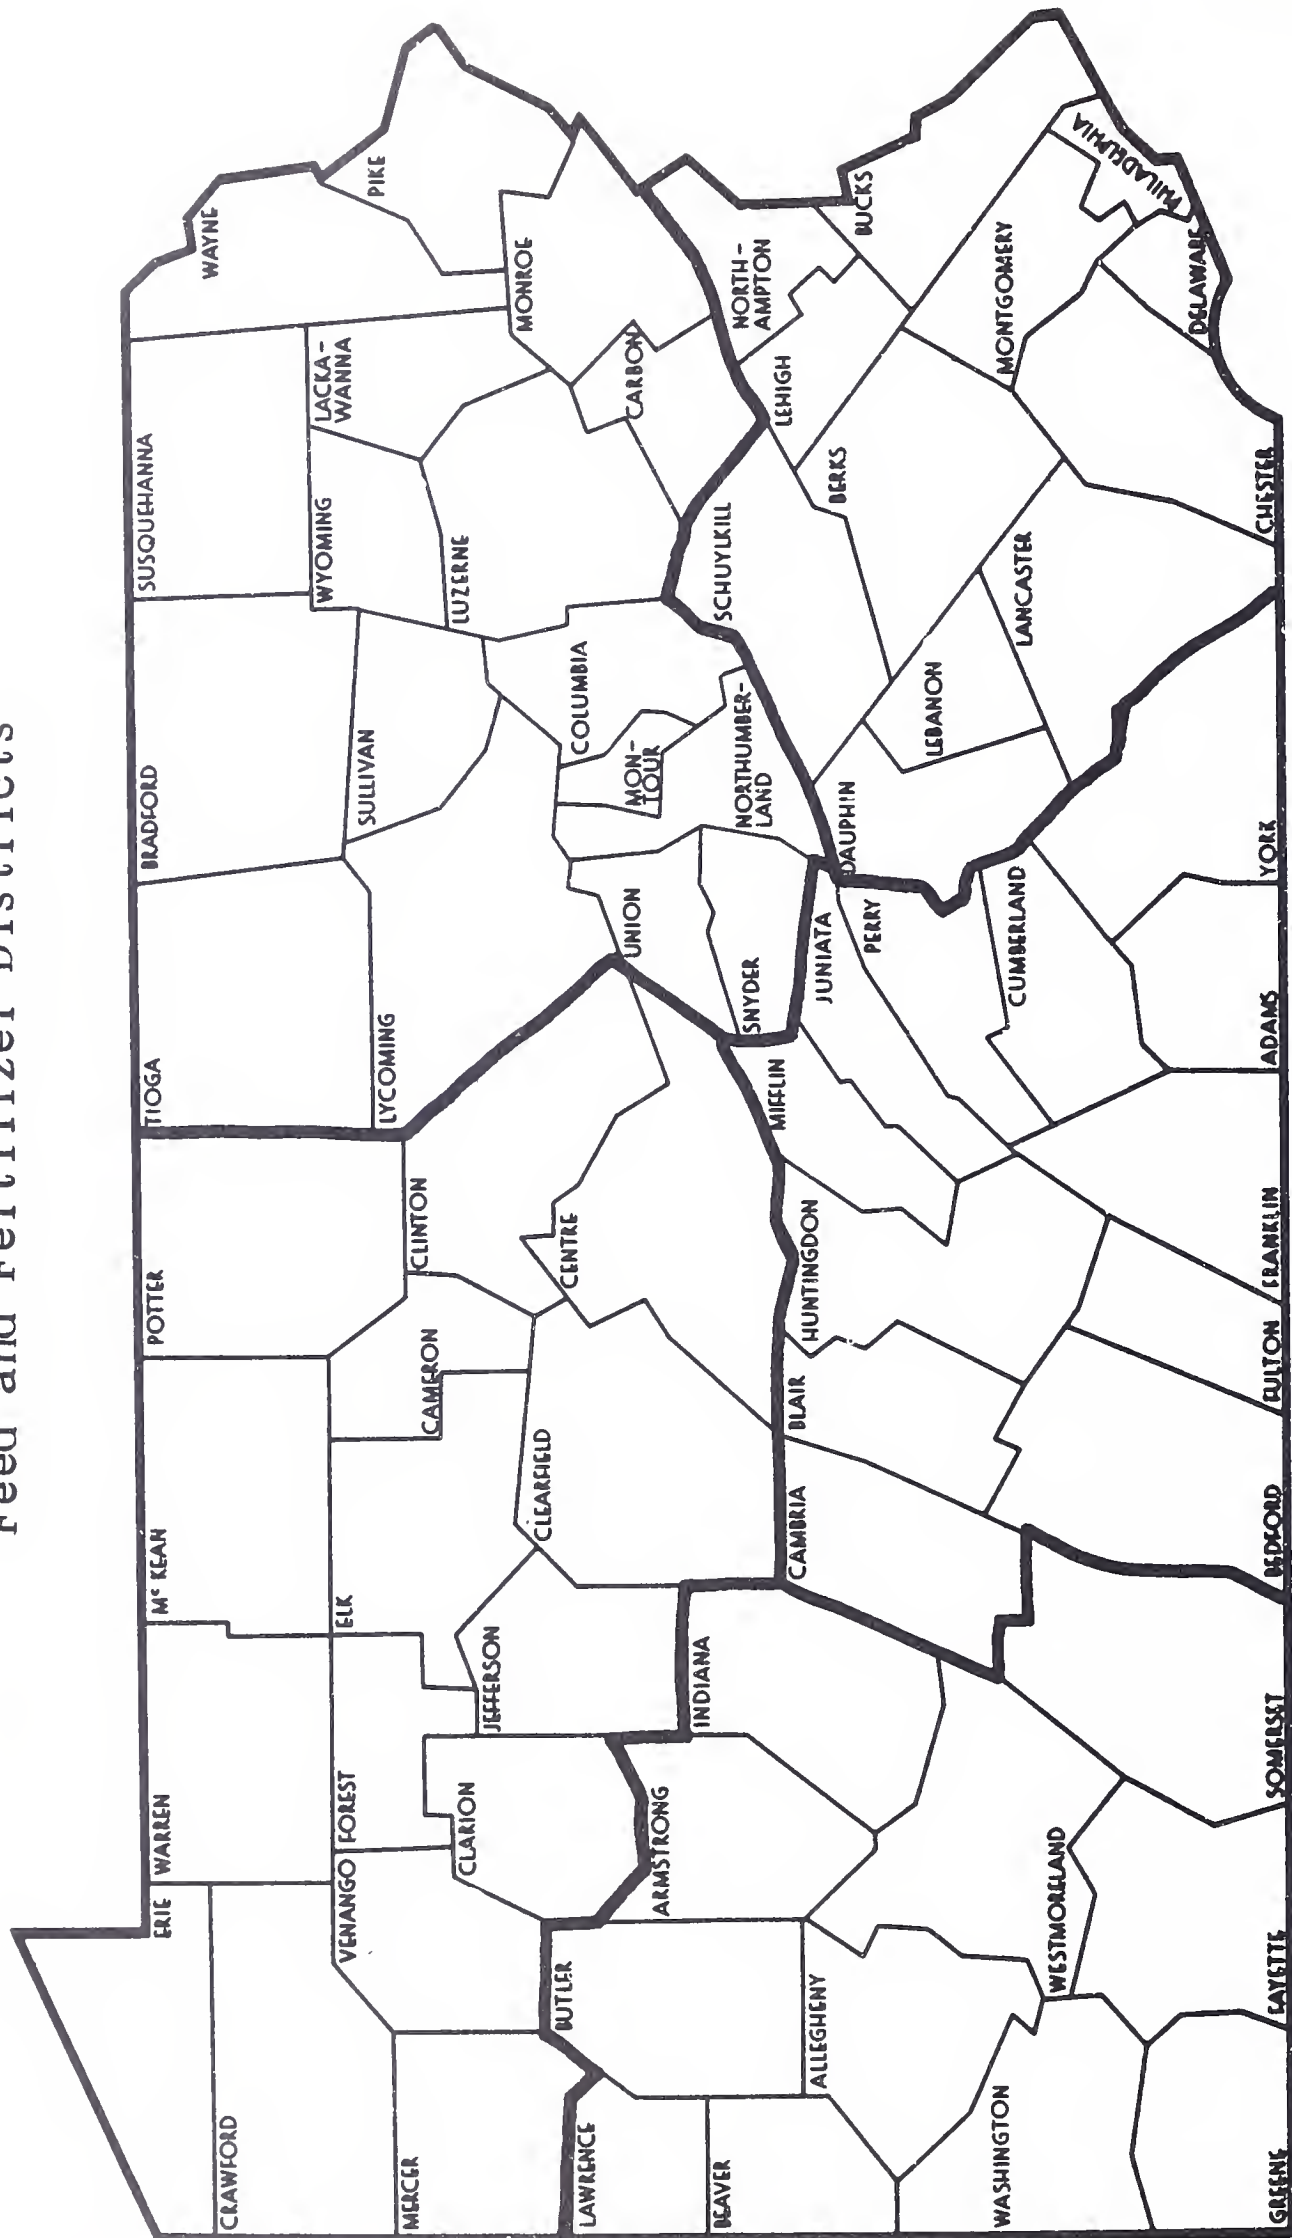 Feed and Fertilizer Districts
ERIE
CRAWFORD
WARREN
Mc KEAN
POTTER
TIOGA
BRADFORD
SUSQUEHANNA
WAYNE
MERCER
VENANGO
FOREST
ELK
CAMERON
CLINTON
LYCOMING
SULLIVAN
WYOMING
LACKA-
WANNA
PIKE
CLARION
JEFFERSON
CLEARFIELD
CENTRE
UNION
COLUMBIA
MON-
TOUR
LUZERNE
MONROE
CARBON
LAWRENCE
BUTLER
ARMSTRONG
INDIANA
SNYDER
NORTHUMBER-
LAND
SCHUYLKILL
NORTH-
AMPTON
LEHIGH
BEAVER
ALLEGHENY
CAMBRIA
BLAIR
HUNTINGDON
MIFFLIN
JUNIATA
PERRY
DAUPHIN
LEBANON
BERKS
BUCKS
WASHINGTON
WESTMORELAND
CUMBERLAND
LANCASTER
MONTGOMERY
PHILADELPHIA
GREENE
FAYETTE
SOMERSET
BEDFORD
FULTON
FRANKLIN
ADAMS
YORK
CHESTER
DELAWARE